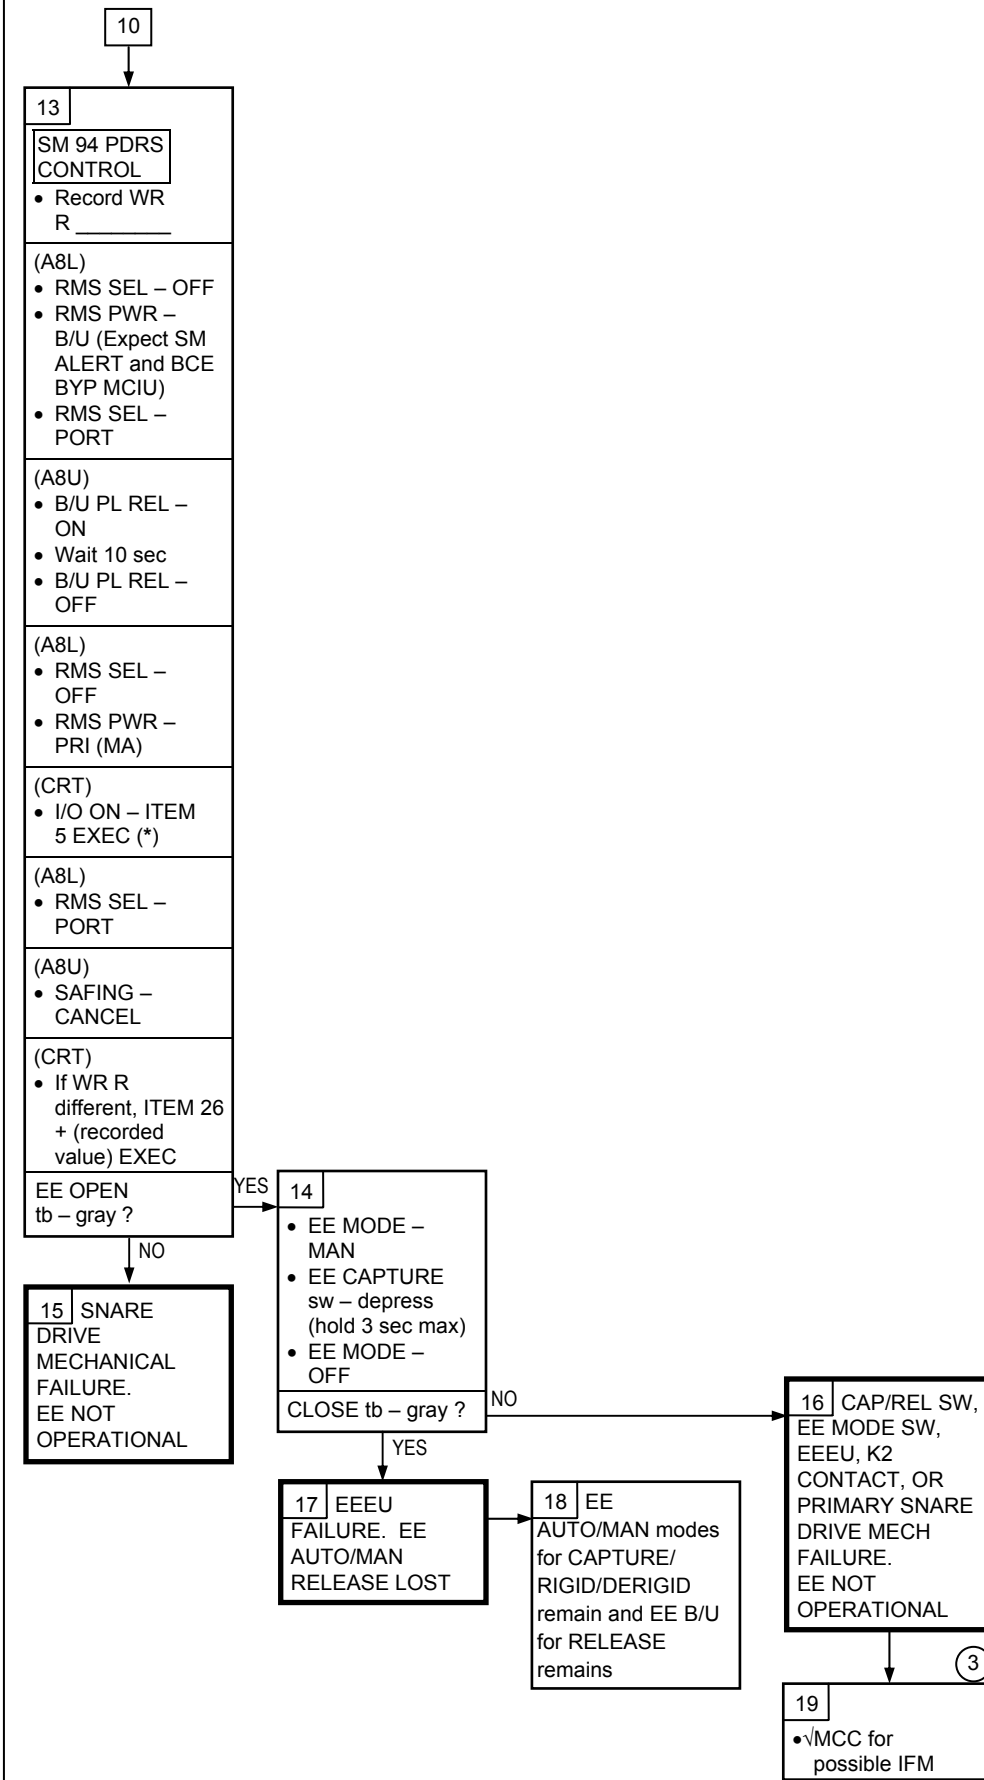 10
13
SM 94 PDRS
CONTROL
• Record WR
R ________
(A8L)
• RMS SEL – OFF
• RMS PWR –
B/U (Expect SM
ALERT and BCE
BYP MCIU)
• RMS SEL –
PORT
(A8U)
• B/U PL REL –
ON
• Wait 10 sec
• B/U PL REL –
OFF
(A8L)
• RMS SEL –
OFF
• RMS PWR –
PRI (MA)
(CRT)
• I/O ON – ITEM
5 EXEC (*)
(A8L)
• RMS SEL –
PORT
(A8U)
• SAFING –
CANCEL
(CRT)
• If WR R
different, ITEM 26
+ (recorded
value) EXEC
EE OPEN
tb – gray ?
YES
NO
14
• EE MODE –
MAN
• EE CAPTURE
sw – depress
(hold 3 sec max)
• EE MODE –
OFF
CLOSE tb – gray ?
NO
YES
15 SNARE
DRIVE
MECHANICAL
FAILURE.
EE NOT
OPERATIONAL
16 CAP/REL SW,
EE MODE SW,
EEEU, K2
CONTACT, OR
PRIMARY SNARE
DRIVE MECH
FAILURE.
EE NOT
OPERATIONAL
17 EEEU
FAILURE. EE
AUTO/MAN
RELEASE LOST
18 EE
AUTO/MAN modes
for CAPTURE/
RIGID/DERIGID
remain and EE B/U
for RELEASE
remains
3
19
•√MCC for
possible IFM